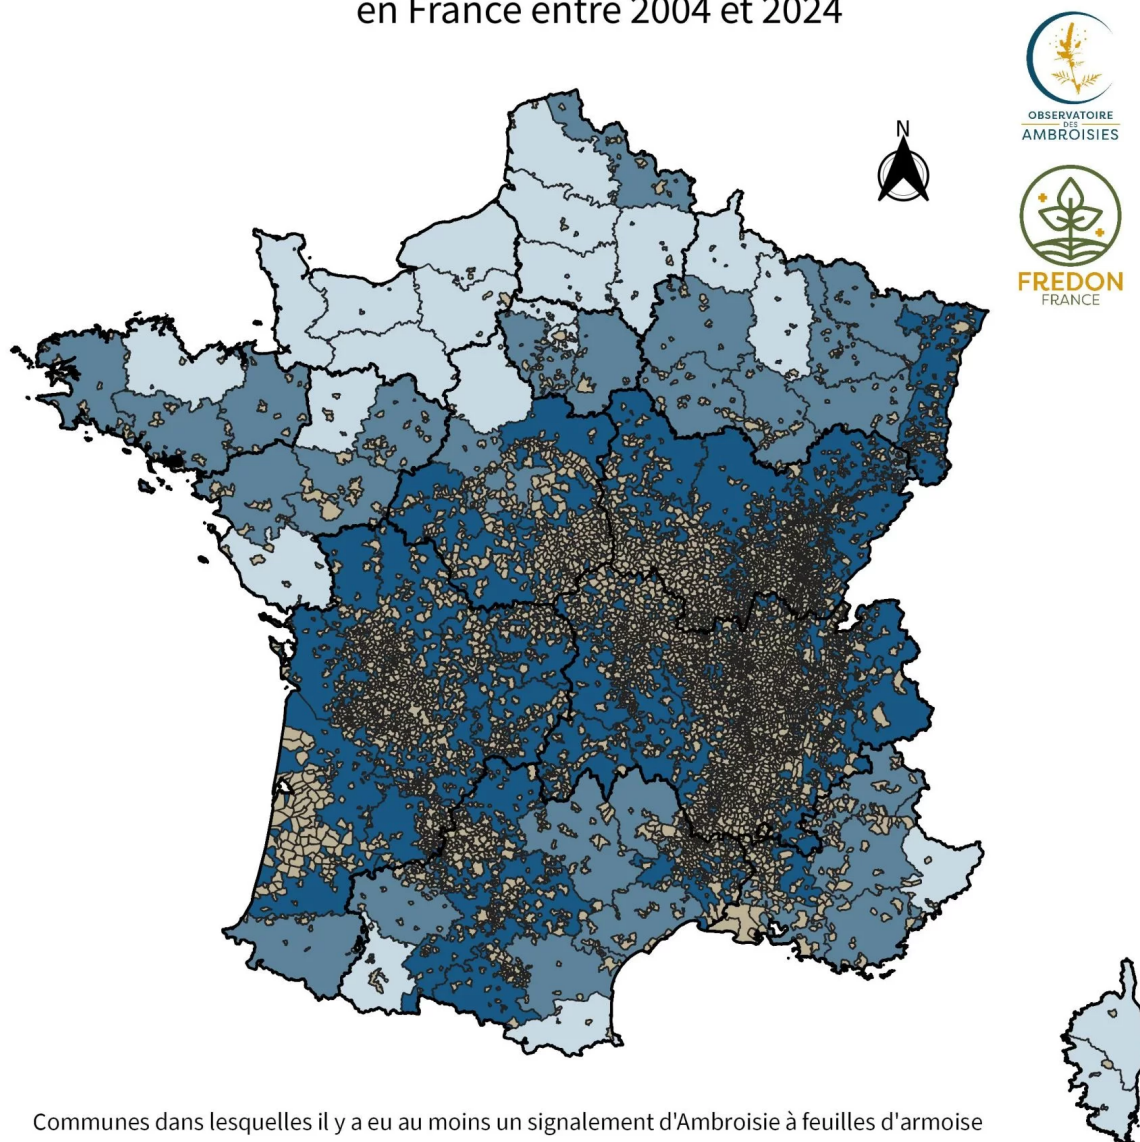 en France entre 2004 et 2024
OBSERVATOIRE
DES
AMBROISIES
N
FREDON
FRANCE
Communes dans lesquelles il y a eu au moins un signalement d'Ambroisie à feuilles d'armoise